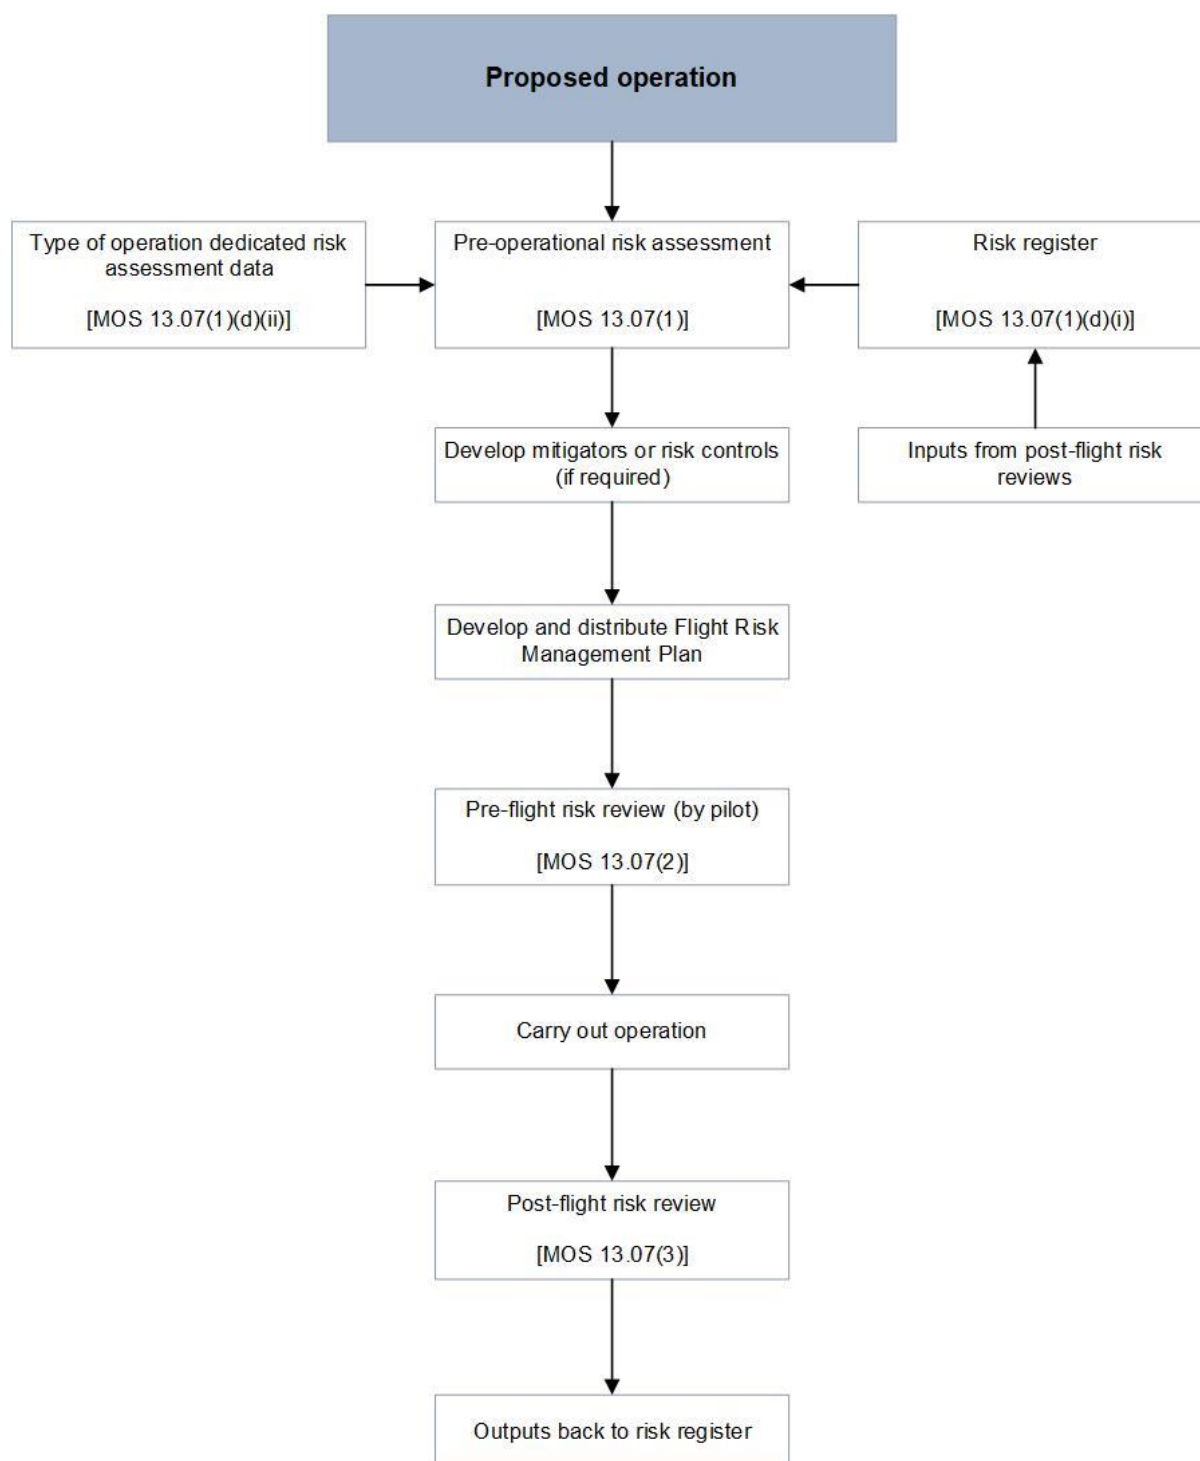 Proposed operation
Type of operation dedicated risk
assessment data
[MOS 13.07(1)(d)(ii)]
Pre-operational risk assessment
[MOS 13.07(1)]
Risk register
[MOS 13.07(1)(d)(i)]
Develop mitigators or risk controls
(if required)
Inputs from post-flight risk
reviews
Develop and distribute Flight Risk
Management Plan
Pre-flight risk review (by pilot)
[MOS 13.07(2)]
Carry out operation
Post-flight risk review
[MOS 13.07(3)]
Outputs back to risk register